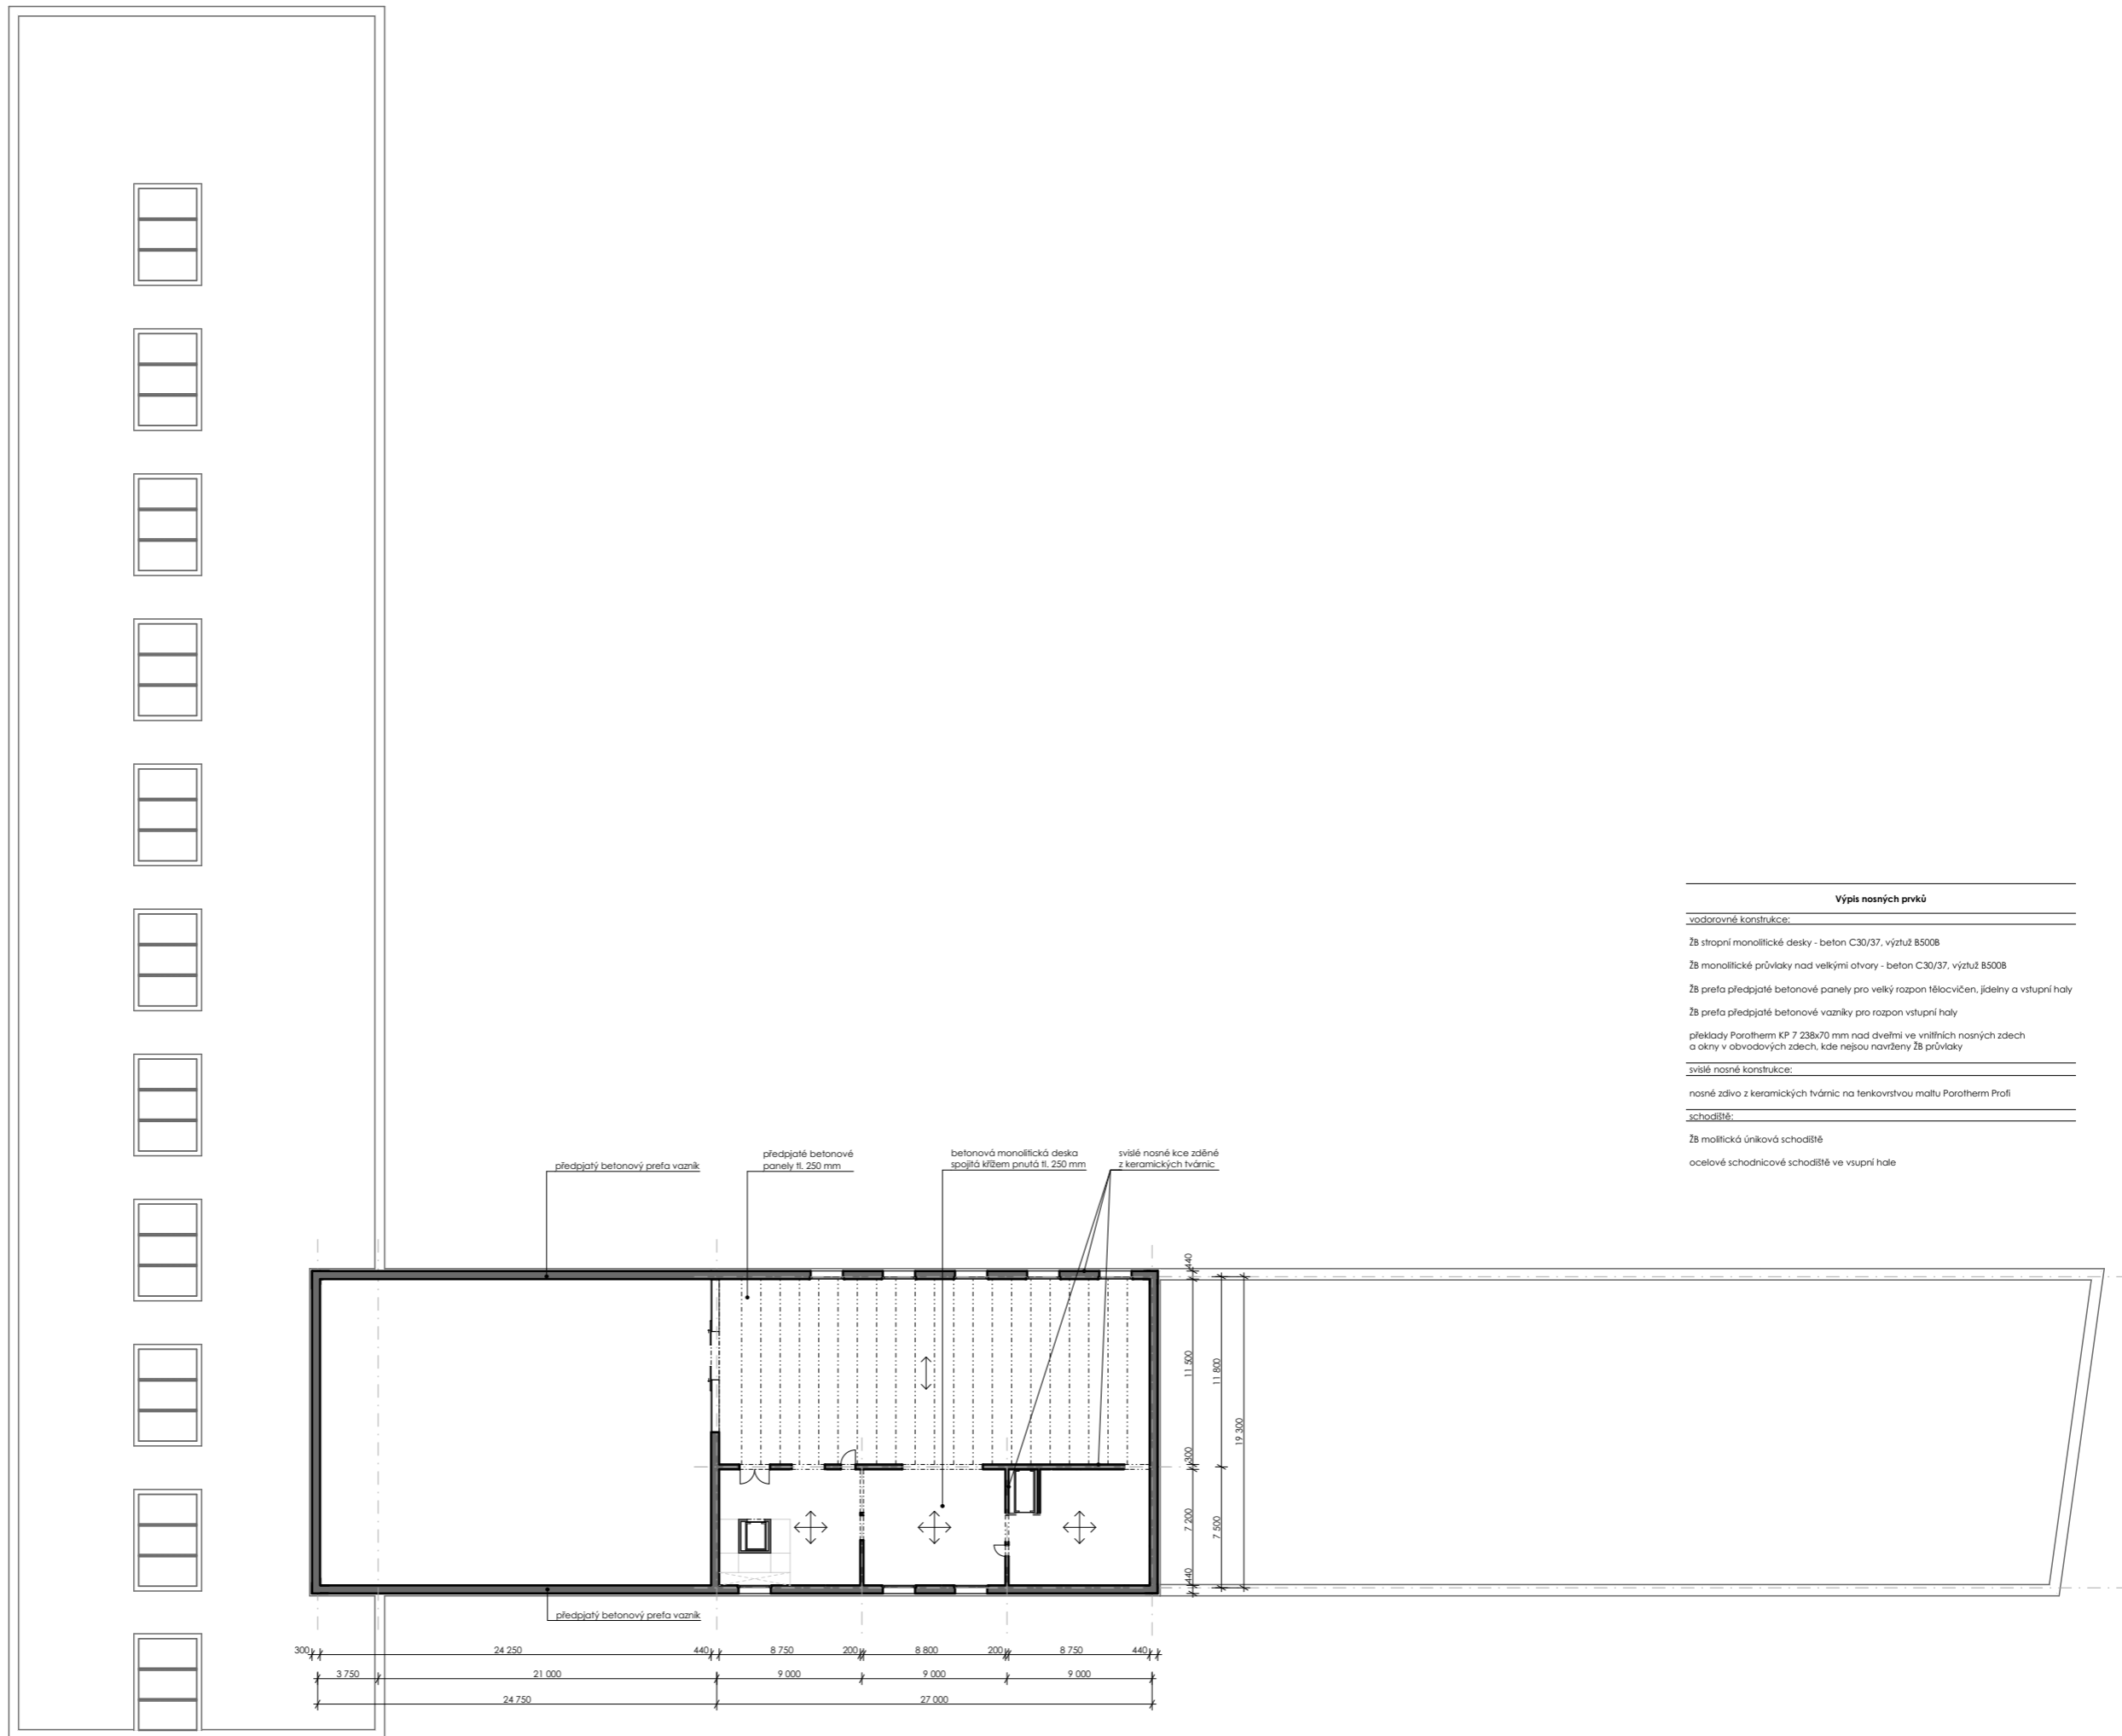 Výpis nosných prvků
vodorovné konstrukce:
ŽB stropní monolitické desky - beton C30/37, výztuž B500B
ŽB monolitické průvlaky nad velkými otvory - beton C30/37, výztuž B500B
ŽB prefa předpjaté betonové panely pro velký rozpon tělocvičen, jídelny a vstupní haly
ŽB prefa předpjaté betonové vazníky pro rozpon vstupní haly
překlady Porotherm KP 7 238x70 mm nad dveřmi ve vnitřních nosných zdech
a okny v obvodových zdech, kde nejsou navrženy ŽB průvlaky
svislé nosné konstrukce:
nosné zdivo z keramických tvárnic na tenkovrstvou maltu Porotherm Profi
schodiště:
ŽB molitická úniková schodiště
ocelové schodnicové schodiště ve vsupní hale
předpjatý betonový prefa vazník
předpjaté betonové
panely tl. 250 mm
betonová monolitická deska
spojitá křížem pnutá tl. 250 mm
svislé nosné kce zděné
z keramických tvárnic
440
11 500
11 800
19 300
300
7 200
7 500
440
předpjatý betonový prefa vazník
300
24 250
440
8 750
200
8 800
200
8 750
440
3 750
21 000
9 000
9 000
9 000
24 750
27 000